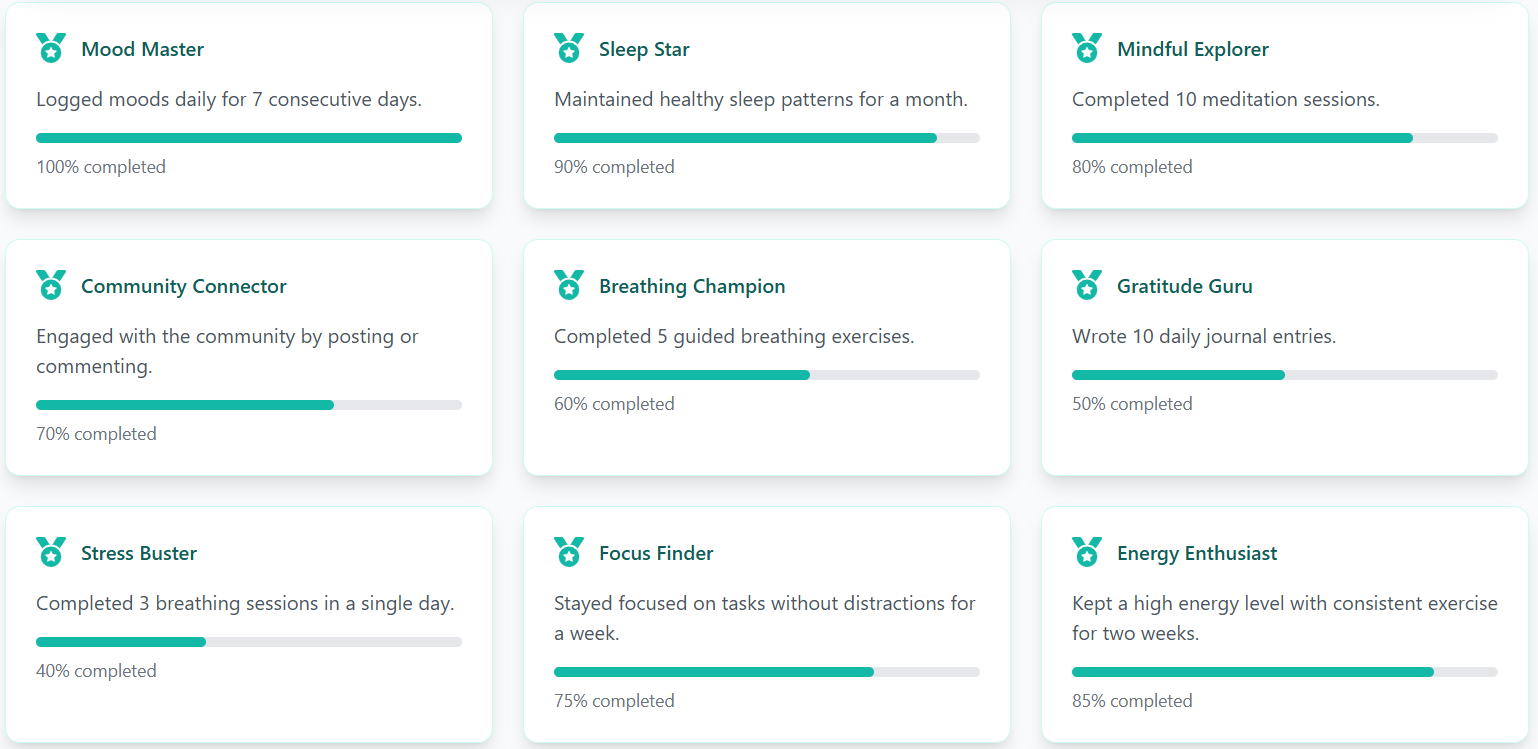 Mood Master
Logged moods daily for 7 consecutive days.
100% completed
Sleep Star
Maintained healthy sleep patterns for a month.
90% completed
Mindful Explorer
Completed 10 meditation sessions.
80% completed
Community Connector
Engaged with the community by posting or
commenting.
70% completed
Breathing Champion
Completed 5 guided breathing exercises.
60% completed
Gratitude Guru
Wrote 10 daily journal entries.
50% completed
Stress Buster
Completed 3 breathing sessions in a single day.
40% completed
Focus Finder
Stayed focused on tasks without distractions for
a week.
75% completed
Energy Enthusiast
Kept a high energy level with consistent exercise
for two weeks.
85% completed